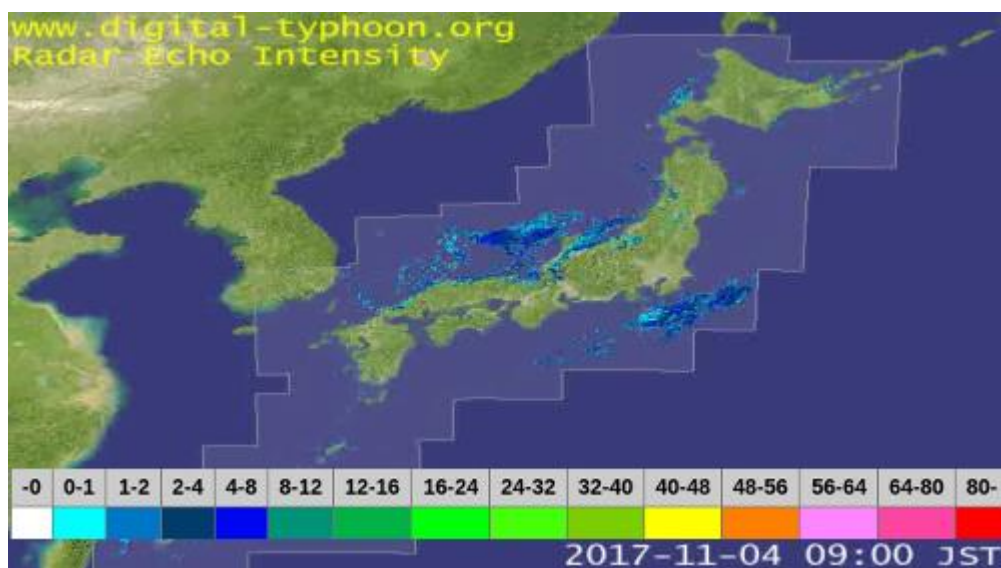 www.digital-typhoon.org
Radar Echo Intensity
-0 0-1 1-2 2-4 4-8 8-12 12-16 16-24 24-32 32-40 40-48 48-56 56-64 64-80 80-
2017-11-04 09:00 JST